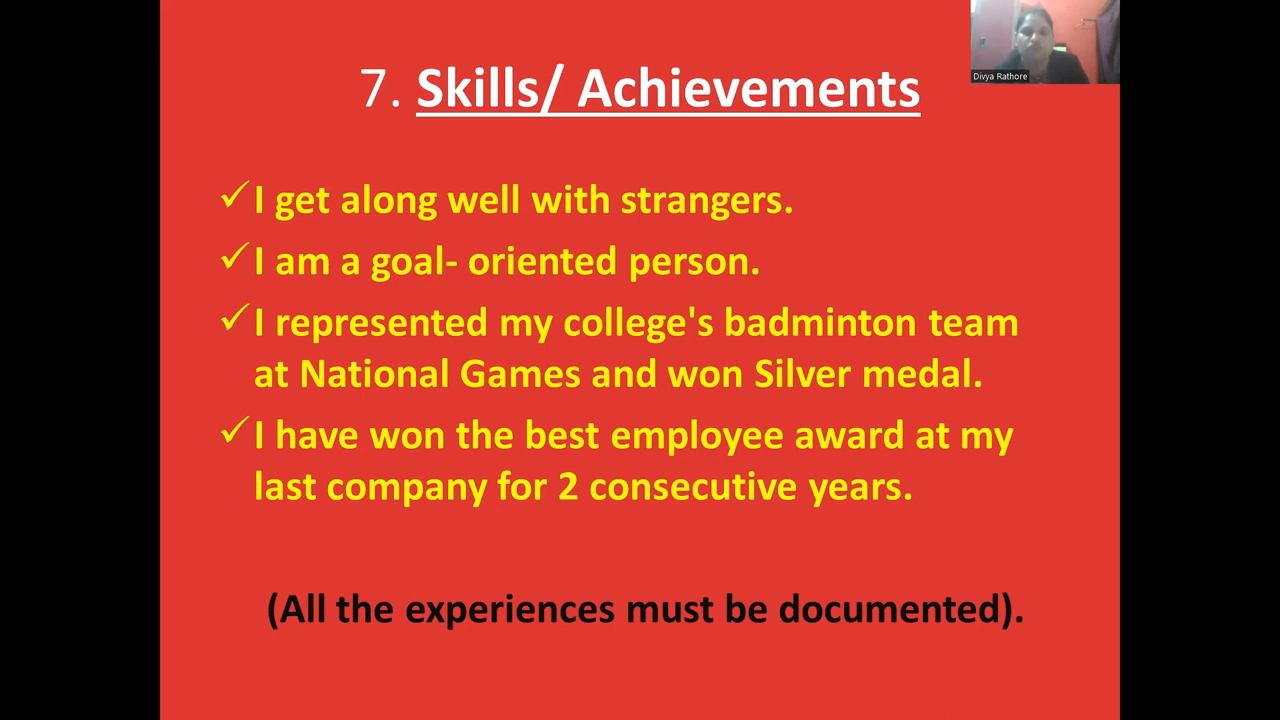 7. Skills/ Achievements
Divya Rathore
✓I get along well with strangers.
✓I am a goal- oriented person.
✓I represented my college's badminton team
at National Games and won Silver medal.
✓I have won the best employee award at my
last company for 2 consecutive years.
(All the experiences must be documented).